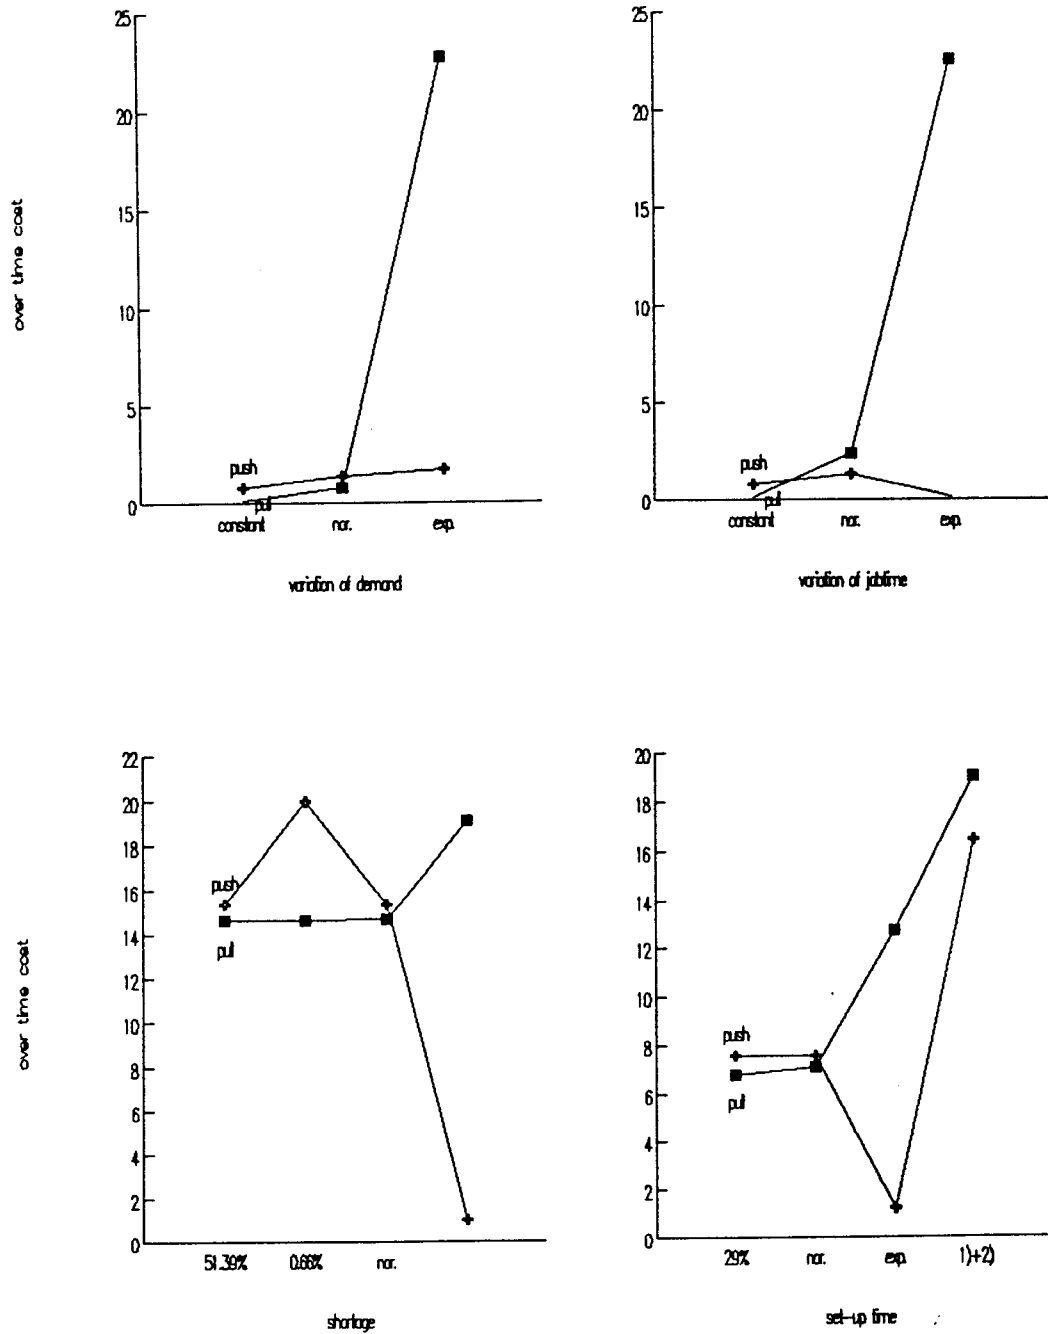 25
20
15
10
5
0
over time cost
push
pull
constant
nor.
exp.
variation of demand
25
20
15
10
5
0
push
pull
constant
nor.
exp.
variation of jobtime
22
20
18
16
14
12
10
8
6
4
2
0
over time cost
push
pull
51.39%
0.66%
nor.
shortage
20
18
16
14
12
10
8
6
4
2
0
push
pull
29%
nor.
exp.
1)+2)
set-up time